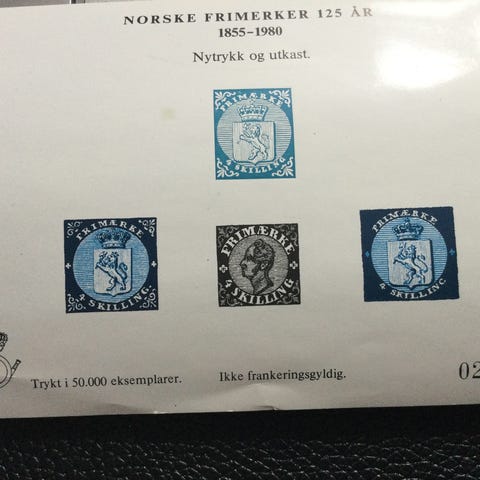 NORSKE FRIMERKER 125 ÅR
1855–1980
Nytrykk og utkast.
FRIMÆRKE
4 SKILLING
FRIMÆRKE
4 SKILLING.
FRIMÆRKE
4 SKILLING
FRIMÆRKE
4 SKILLING
Trykt i 50.000 eksemplarer. Ikke frankeringsgyldig. 02